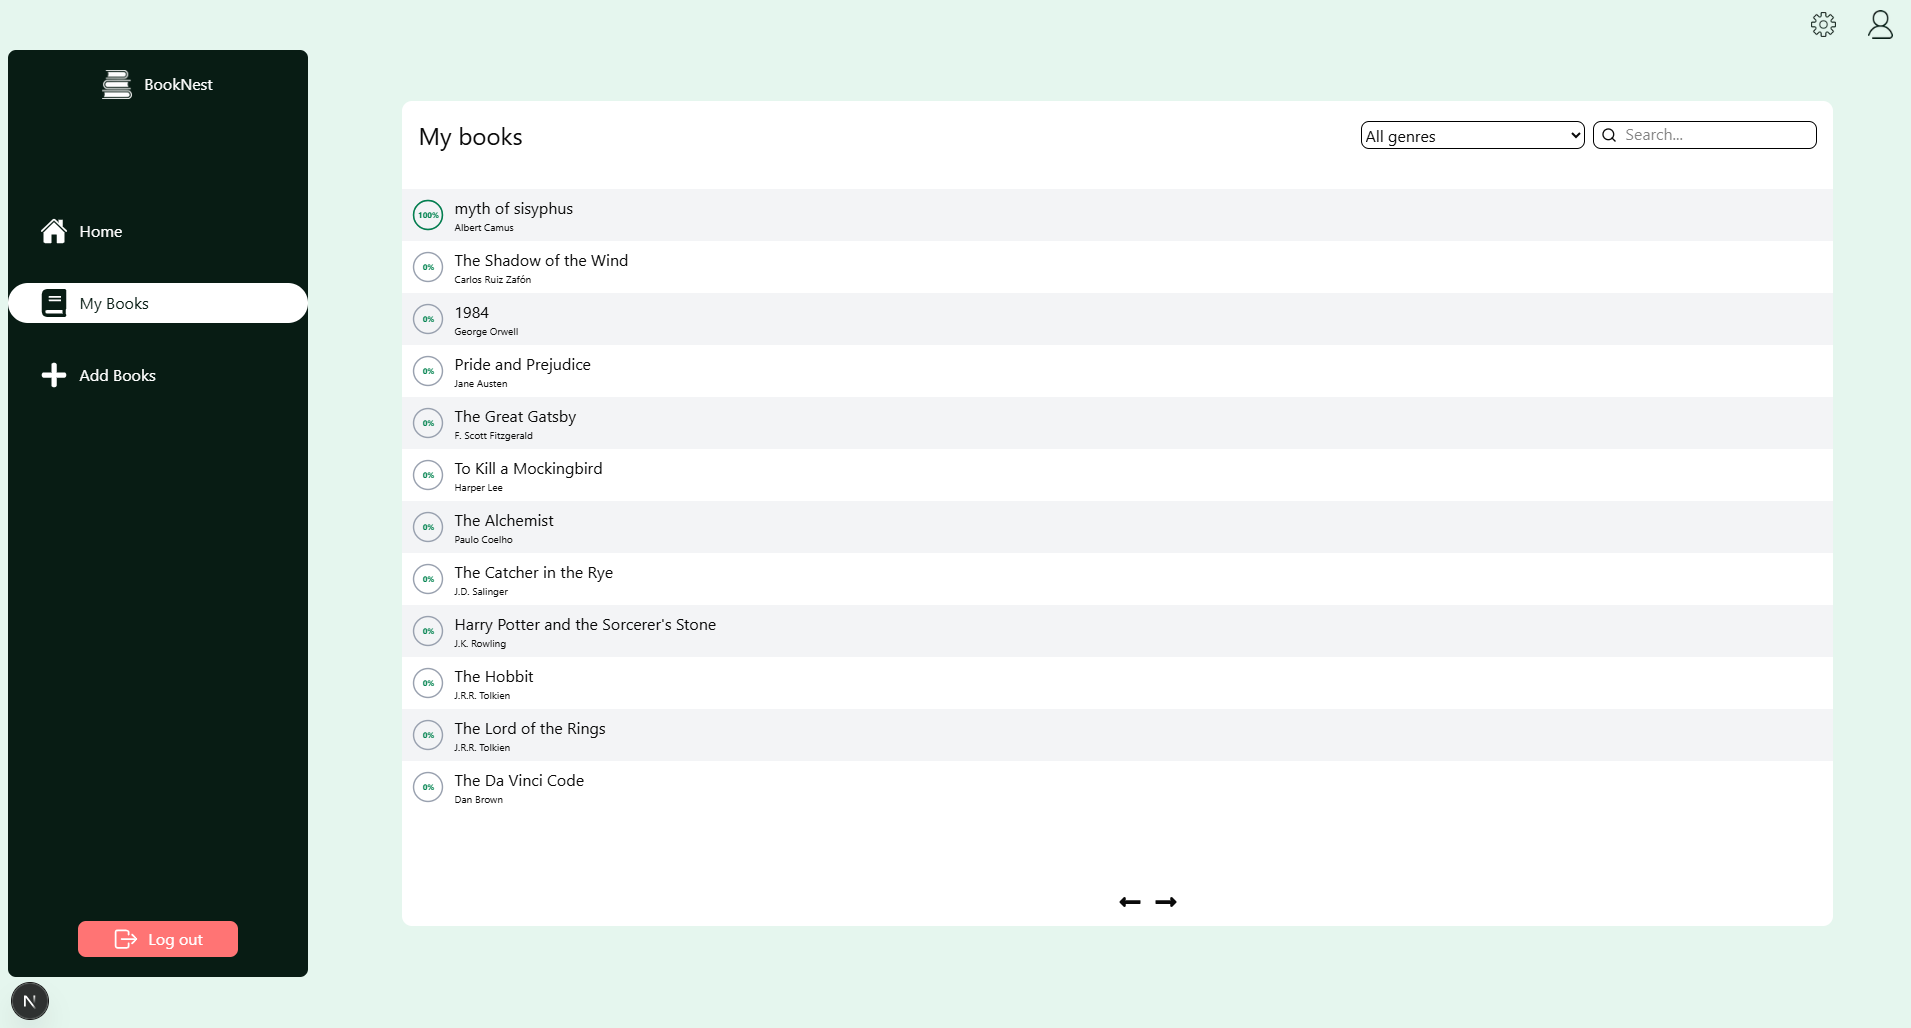 BookNest
Home
My Books
Add Books
Log out
N
My books
All genres
Search...
100%
myth of sisyphus
Albert Camus
0%
The Shadow of the Wind
Carlos Ruiz Zafón
0%
1984
George Orwell
0%
Pride and Prejudice
Jane Austen
0%
The Great Gatsby
F. Scott Fitzgerald
0%
To Kill a Mockingbird
Harper Lee
0%
The Alchemist
Paulo Coelho
0%
The Catcher in the Rye
J.D. Salinger
0%
Harry Potter and the Sorcerer's Stone
J.K. Rowling
0%
The Hobbit
J.R.R. Tolkien
0%
The Lord of the Rings
J.R.R. Tolkien
0%
The Da Vinci Code
Dan Brown